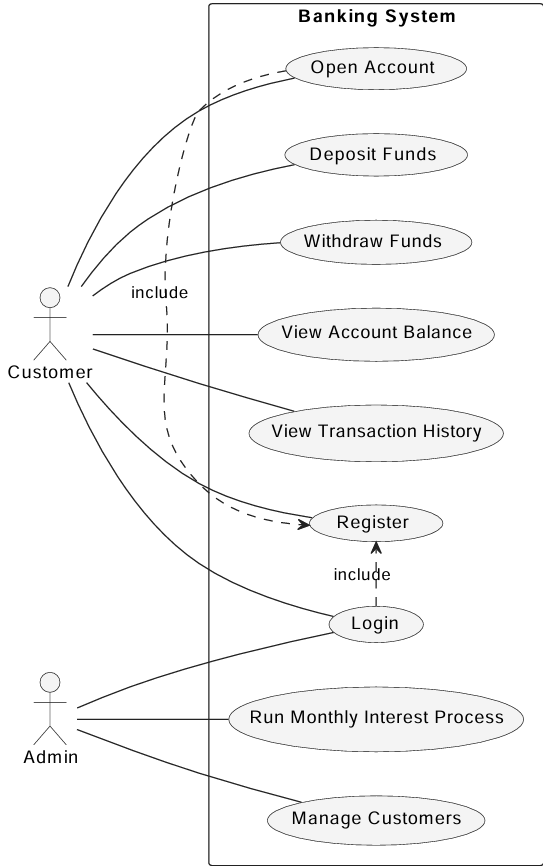 Banking System
Open Account
Deposit Funds
Withdraw Funds
include
View Account Balance
Customer
View Transaction History
Register
include
Login
Run Monthly Interest Process
Admin
Manage Customers